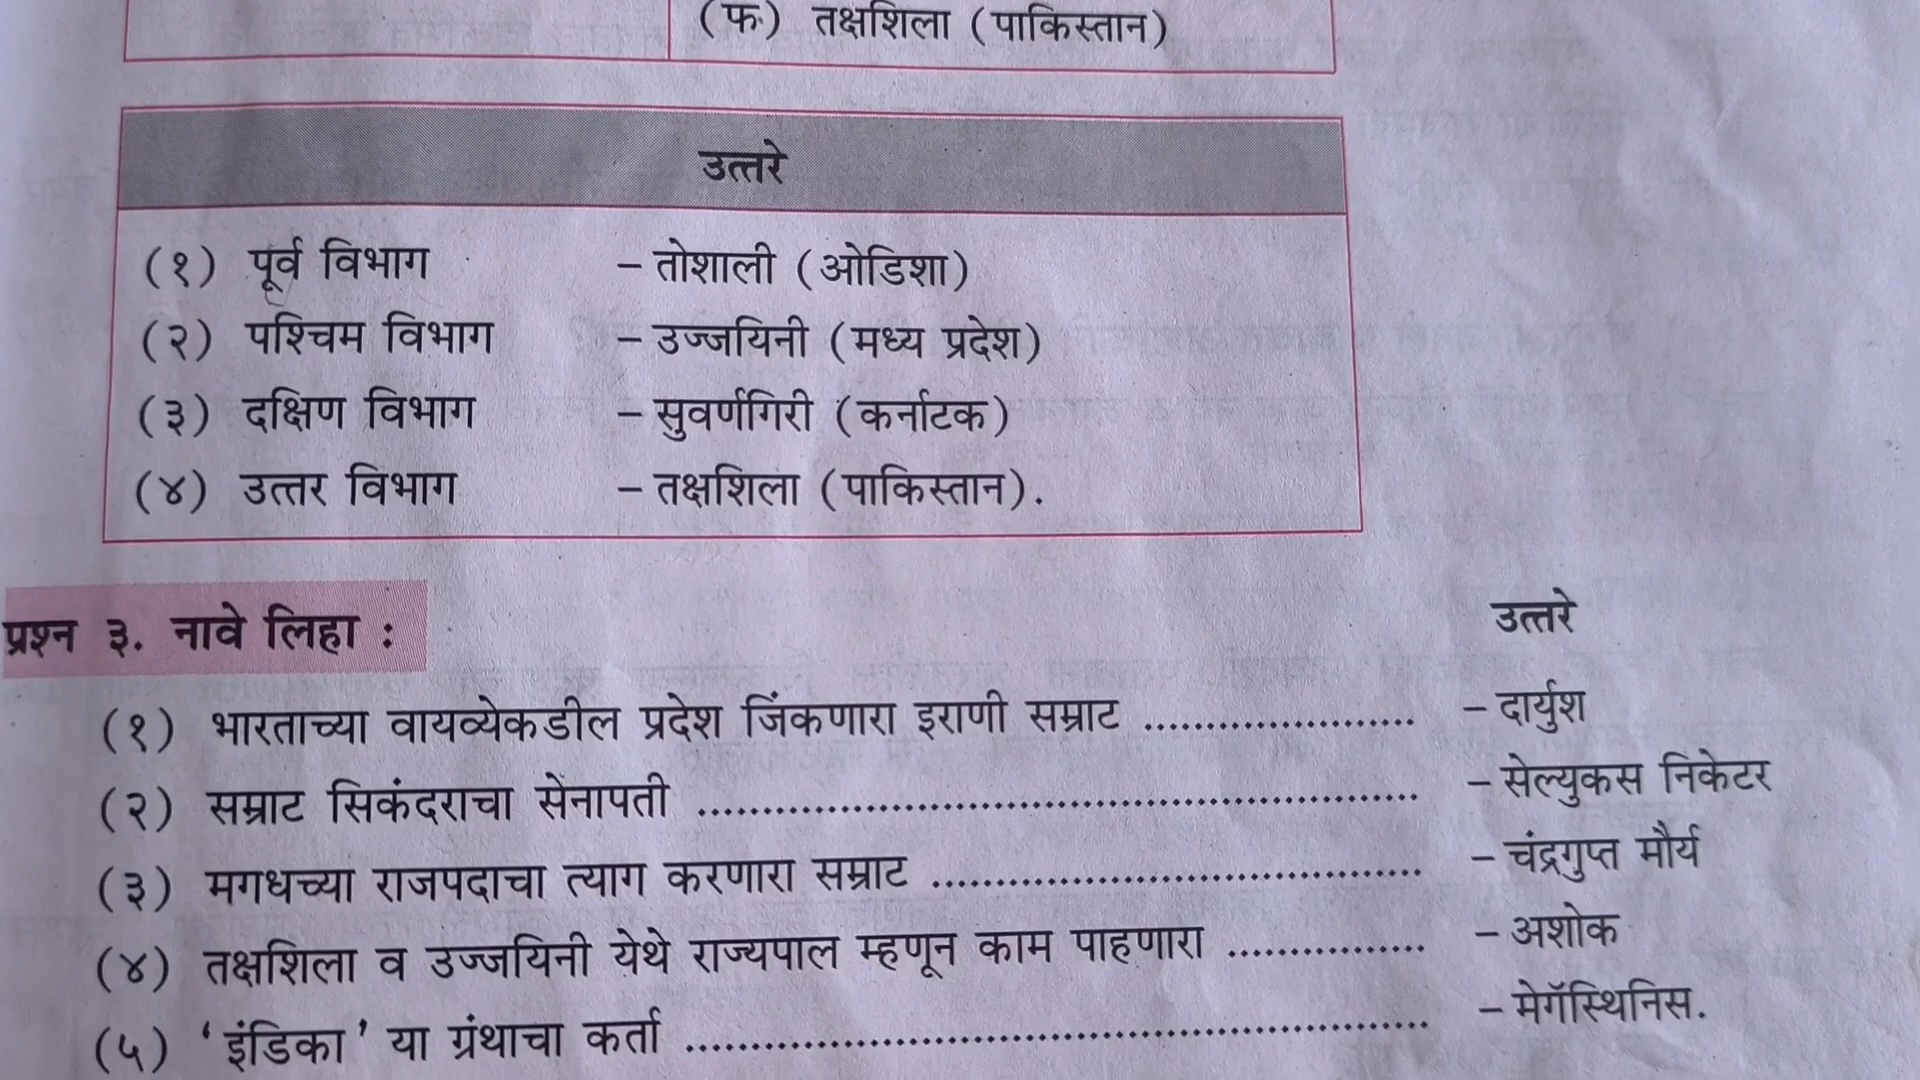 (फ) तक्षशिला (पाकिस्तान)
उत्तरे
(१) पूर्व विभाग – तोशाली (ओडिशा)
(२) पश्चिम विभाग – उज्जयिनी (मध्य प्रदेश)
(३) दक्षिण विभाग – सुवर्णगिरी (कर्नाटक)
(४) उत्तर विभाग – तक्षशिला (पाकिस्तान).
प्रश्न ३. नावे लिहा : उत्तरे
(१) भारताच्या वायव्येकडील प्रदेश जिंकणारा इराणी सम्राट ..................... – दार्युश
(२) सम्राट सिकंदराचा सेनापती ......................................................... – सेल्युकस निकेटर
(३) मगधच्या राजपदाचा त्याग करणारा सम्राट ...................................... – चंद्रगुप्त मौर्य
(४) तक्षशिला व उज्जयिनी येथे राज्यपाल म्हणून काम पाहणारा ................ – अशोक
(५) ‘इंडिका’ या ग्रंथाचा कर्ता ........................................................... – मेगॅस्थिनिस.